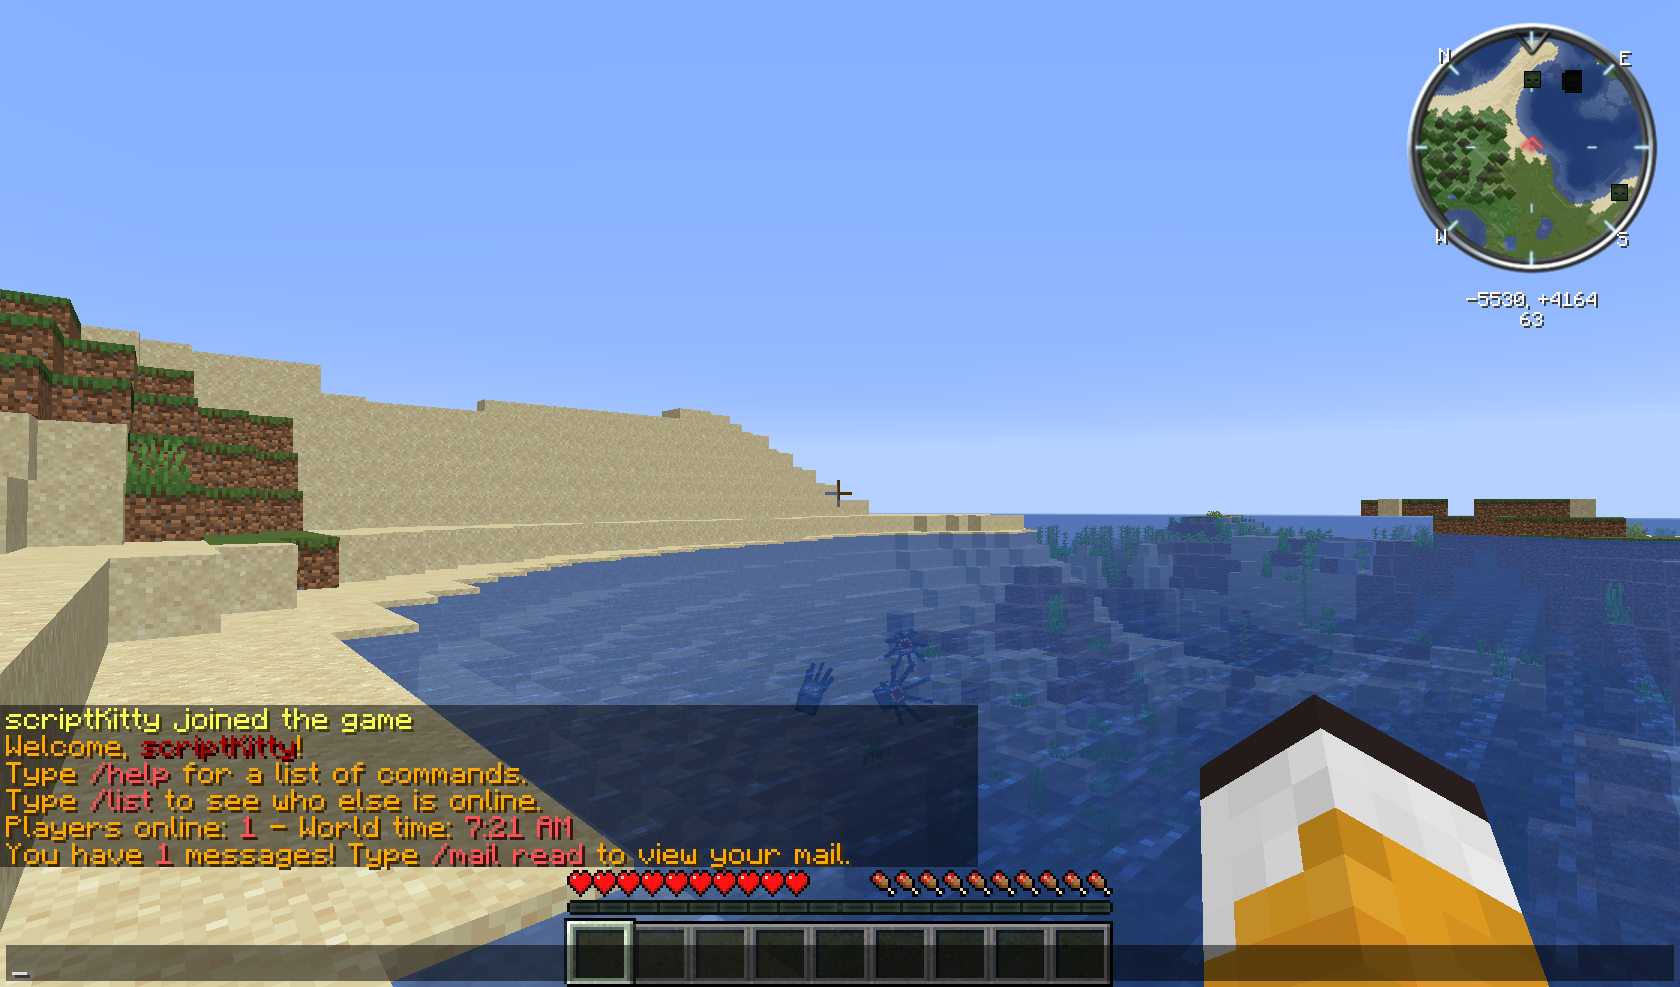 N
E
W
S
-5530, +4164
63
scriptKitty joined the game
Welcome, scriptKitty!
Type /help for a list of commands.
Type /list to see who else is online.
Players online: 1 - World time: 7:21 AM
You have 1 messages! Type /mail read to view your mail.
_